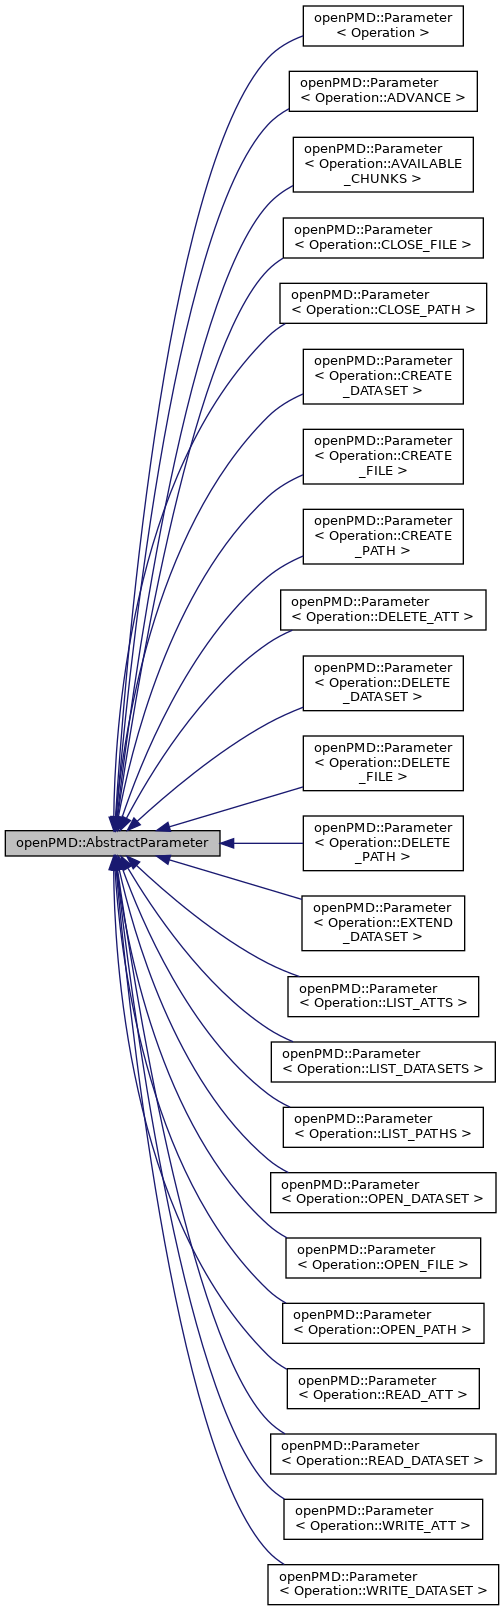 openPMD::Parameter
< Operation >
openPMD::Parameter
< Operation::ADVANCE >
openPMD::Parameter
< Operation::AVAILABLE
_CHUNKS >
openPMD::Parameter
< Operation::CLOSE_FILE >
openPMD::Parameter
< Operation::CLOSE_PATH >
openPMD::Parameter
< Operation::CREATE
_DATASET >
openPMD::Parameter
< Operation::CREATE
_FILE >
openPMD::Parameter
< Operation::CREATE
_PATH >
openPMD::Parameter
< Operation::DELETE_ATT >
openPMD::Parameter
< Operation::DELETE
_DATASET >
openPMD::Parameter
< Operation::DELETE
_FILE >
openPMD::AbstractParameter
openPMD::Parameter
< Operation::DELETE
_PATH >
openPMD::Parameter
< Operation::EXTEND
_DATASET >
openPMD::Parameter
< Operation::LIST_ATTS >
openPMD::Parameter
< Operation::LIST_DATASETS >
openPMD::Parameter
< Operation::LIST_PATHS >
openPMD::Parameter
< Operation::OPEN_DATASET >
openPMD::Parameter
< Operation::OPEN_FILE >
openPMD::Parameter
< Operation::OPEN_PATH >
openPMD::Parameter
< Operation::READ_ATT >
openPMD::Parameter
< Operation::READ_DATASET >
openPMD::Parameter
< Operation::WRITE_ATT >
openPMD::Parameter
< Operation::WRITE_DATASET >